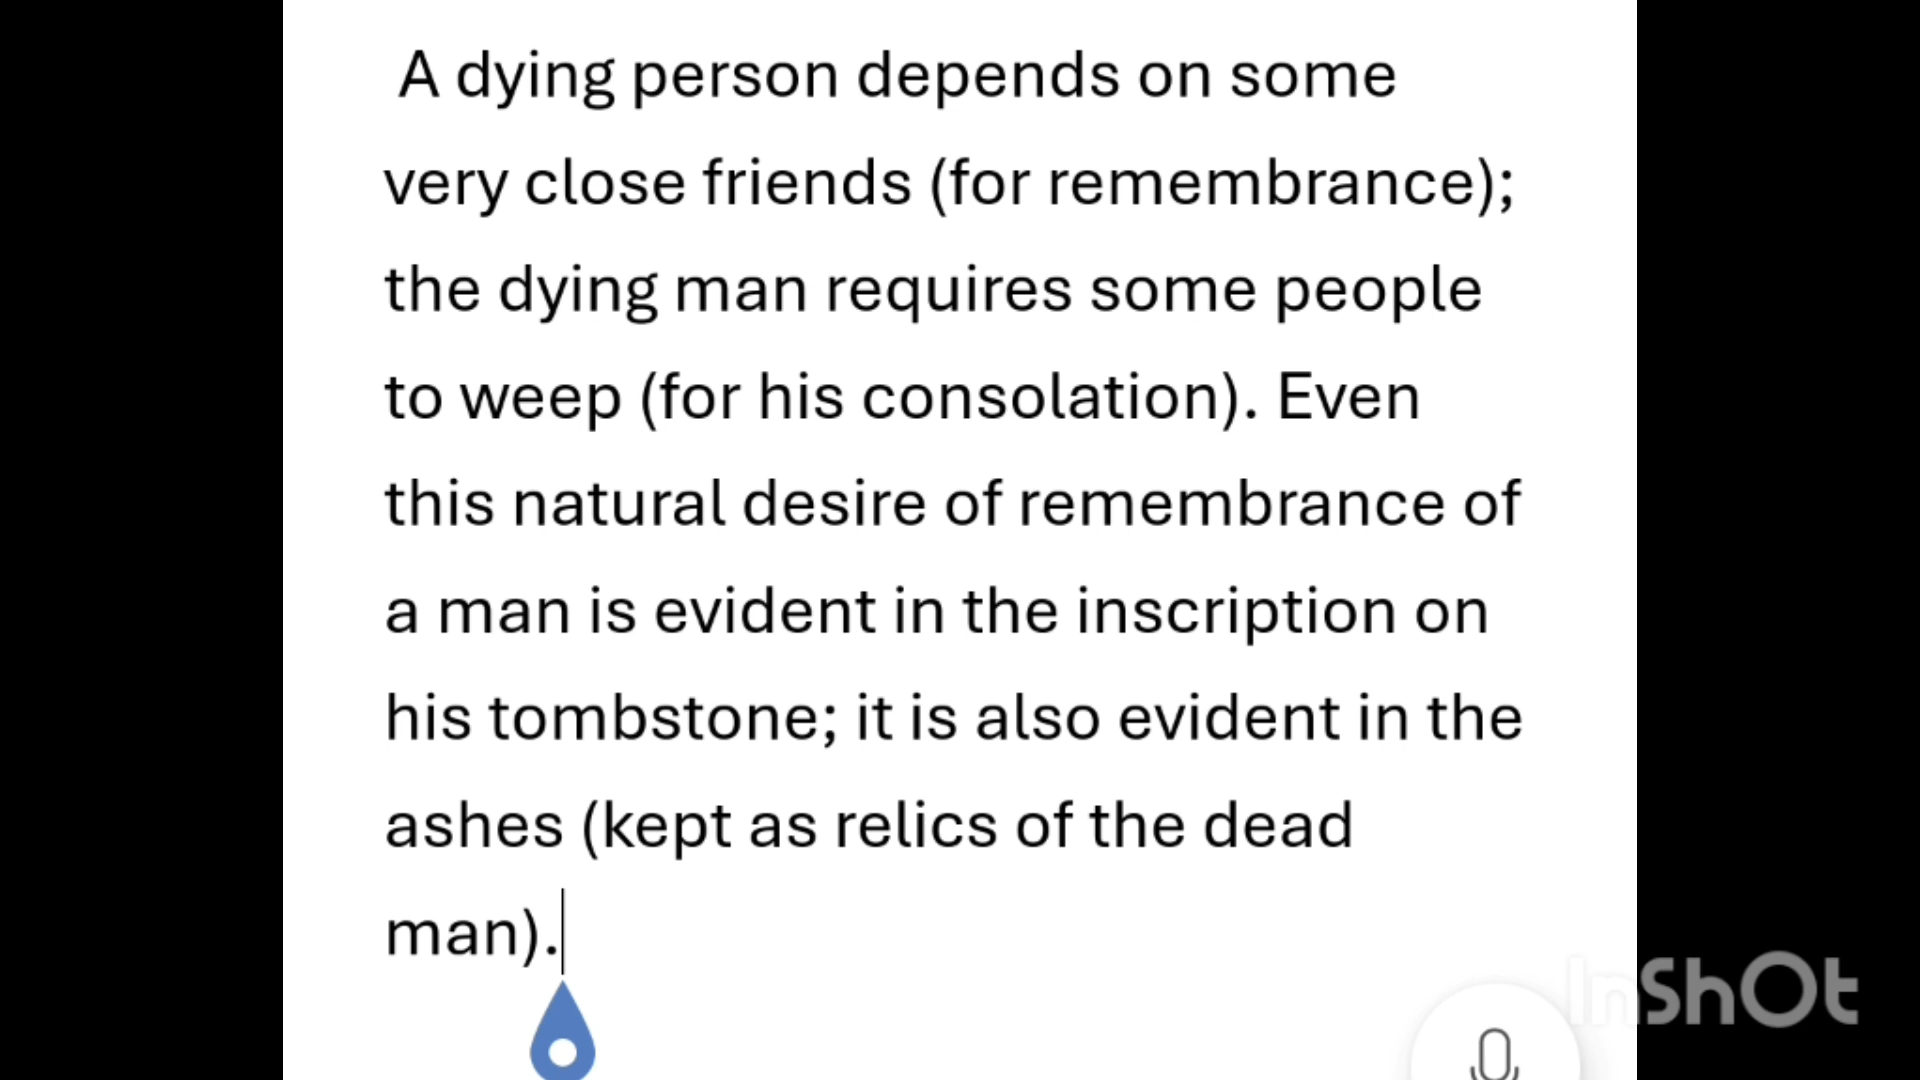 A dying person depends on some
very close friends (for remembrance);
the dying man requires some people
to weep (for his consolation). Even
this natural desire of remembrance of
a man is evident in the inscription on
his tombstone; it is also evident in the
ashes (kept as relics of the dead
man).
InShOt